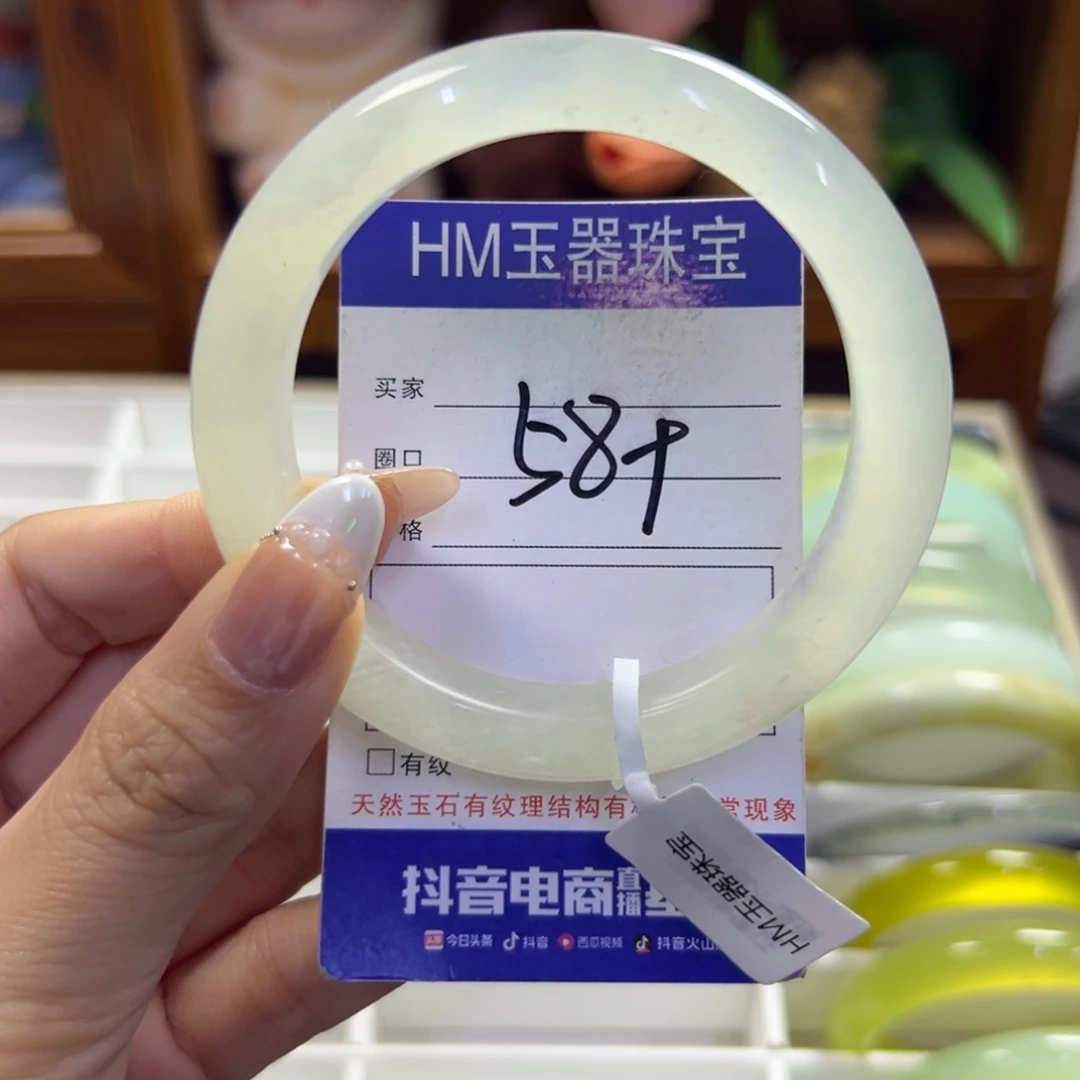 HM玉器珠宝
买家
圈口
58+
格
有纹
天然玉石有纹理结构有 常现象
抖音电商直播
今日头条 抖音 西瓜视频 抖音火山
HM玉器珠宝